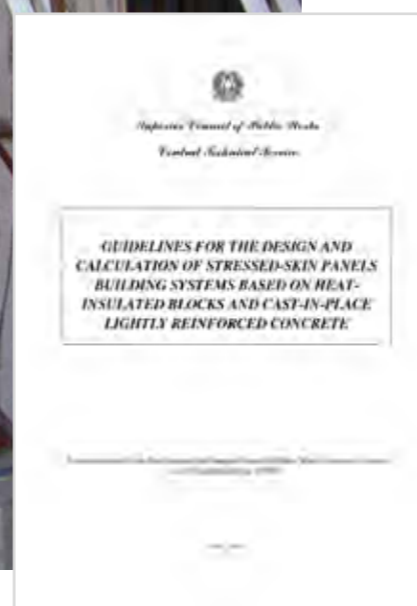 Superior Council of Public Works
Central Technical Service
GUIDELINES FOR THE DESIGN AND
CALCULATION OF STRESSED-SKIN PANELS
BUILDING SYSTEMS BASED ON HEAT-
INSULATED BLOCKS AND CAST-IN-PLACE
LIGHTLY REINFORCED CONCRETE